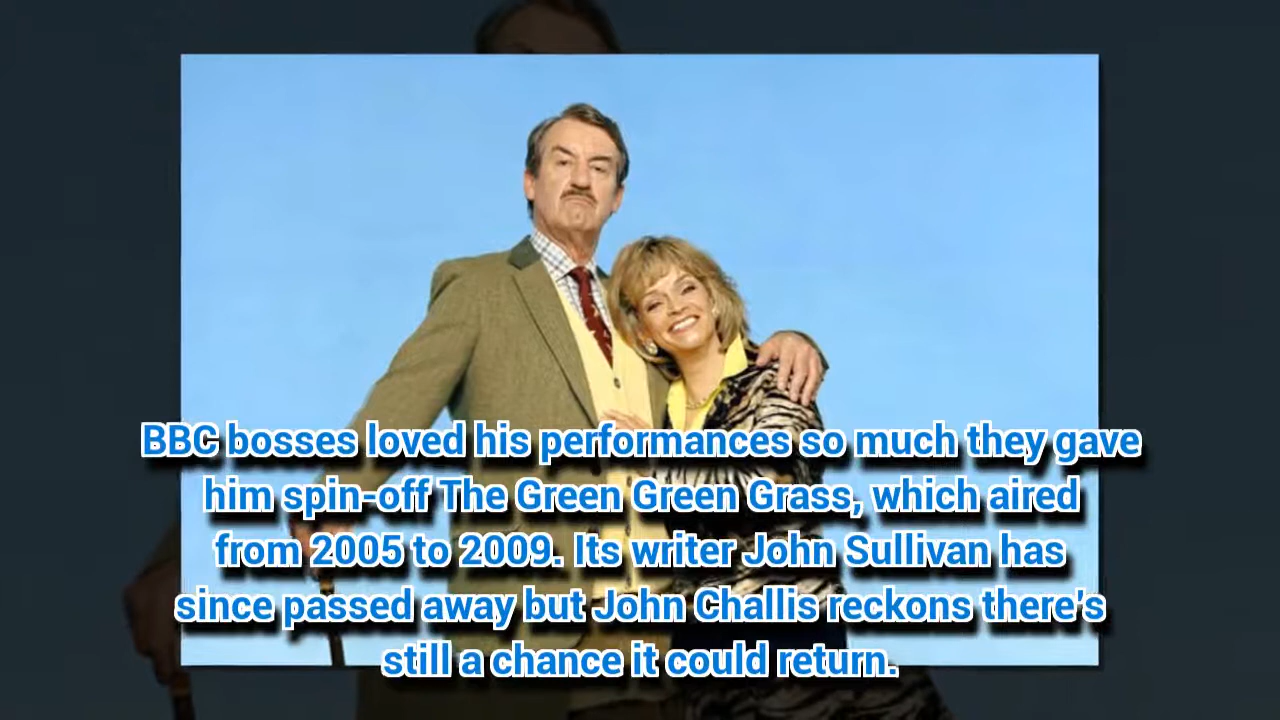 BBC bosses loved his performances so much they gave
him spin-off The Green Green Grass, which aired
from 2005 to 2009. Its writer John Sullivan has
since passed away but John Challis reckons there's
still a chance it could return.